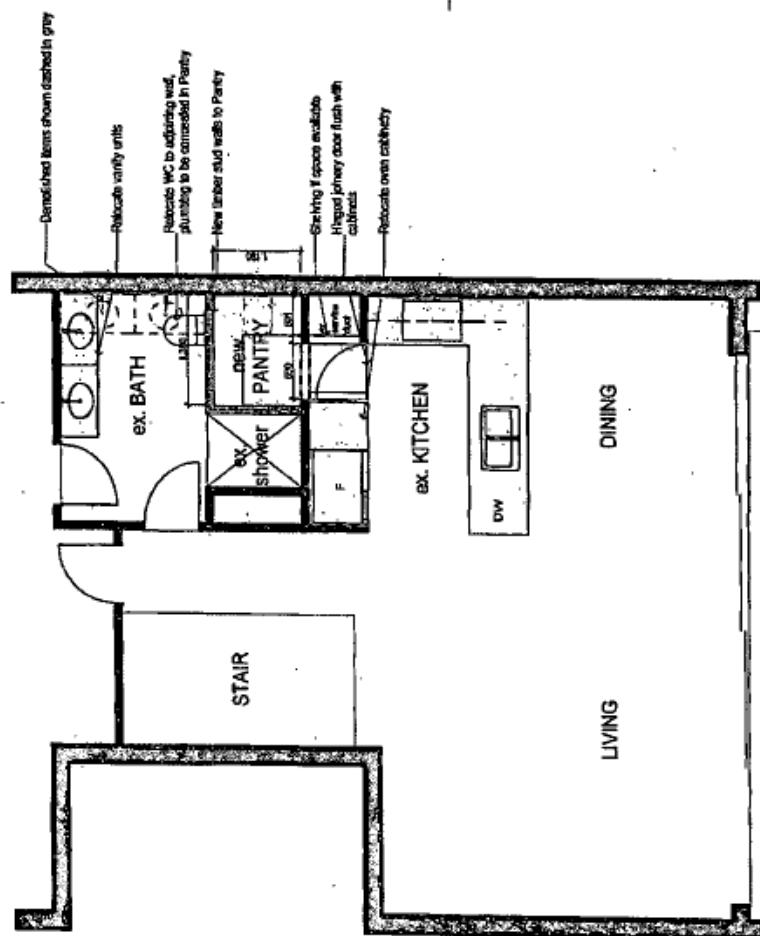 Demolished items shown dashed in grey
Relocate vanity units
Relocate WC to adjoining wall,
plumbing to be concealed in Pantry
New timber stud walls to Pantry
Shelving if space available
Hinged joinery door flush with
cabinets
Relocate oven cabinetry
ex. BATH
new
PANTRY
ex.
shower
F
ex. KITCHEN
DW
DINING
STAIR
LIVING